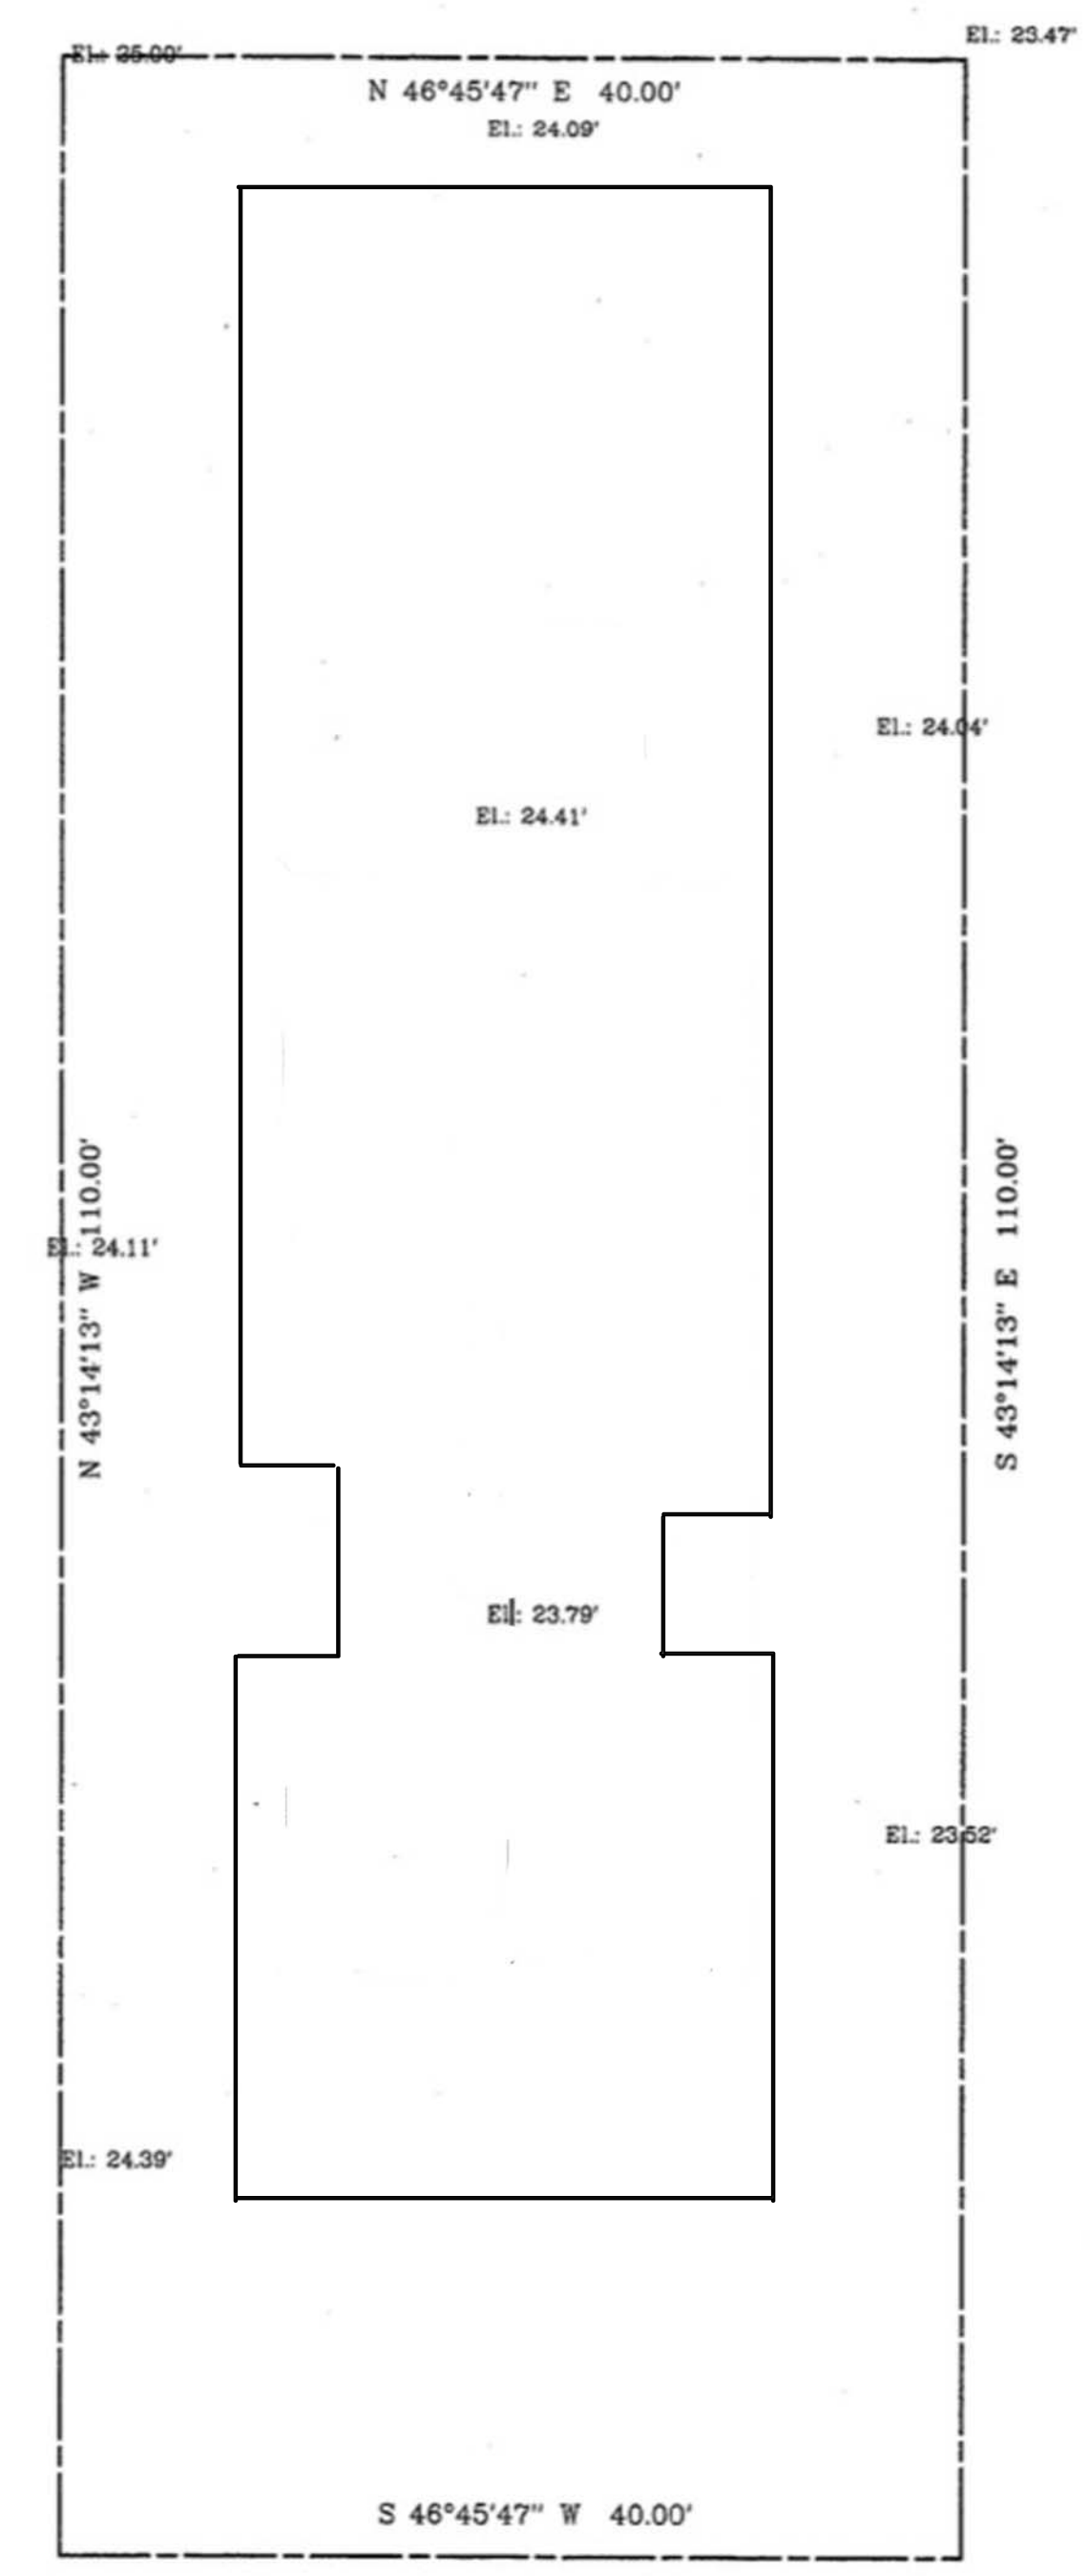 El.: 23.47'
El.: 25.00'
N 46°45'47" E 40.00'
El.: 24.09'
El.: 24.04'
El.: 24.41'
N 43°14'13" W 110.00'
S 43°14'13" E 110.00'
El.: 24.11'
El.: 23.79'
El.: 23.52'
El.: 24.39'
S 46°45'47" W 40.00'